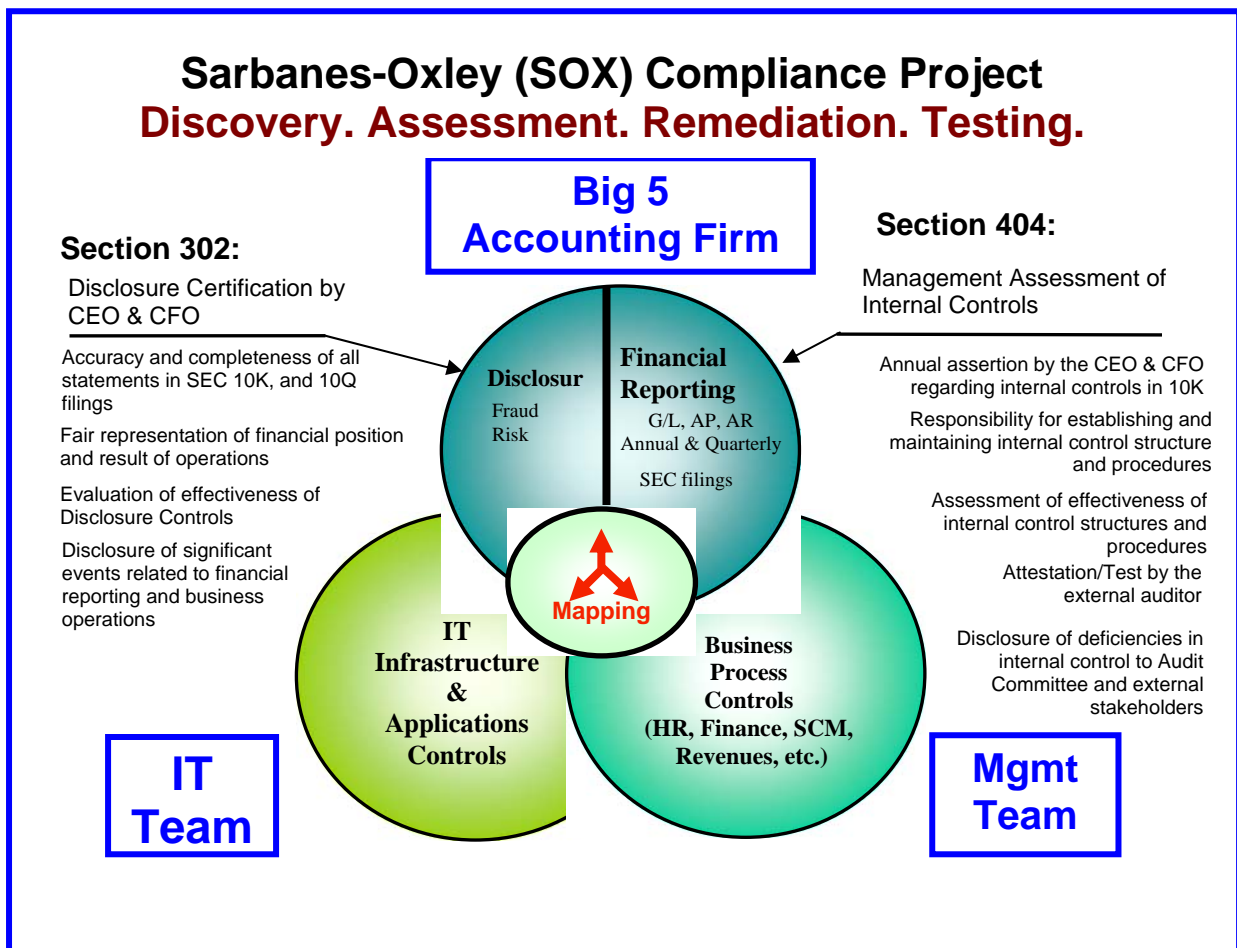 Sarbanes-Oxley (SOX) Compliance Project
Discovery. Assessment. Remediation. Testing.
Big 5
Accounting Firm
Section 302:
Disclosure Certification by
CEO & CFO
Accuracy and completeness of all
statements in SEC 10K, and 10Q
filings
Fair representation of financial position
and result of operations
Evaluation of effectiveness of
Disclosure Controls
Disclosure of significant
events related to financial
reporting and business
operations
Section 404:
Management Assessment of
Internal Controls
Annual assertion by the CEO & CFO
regarding internal controls in 10K
Responsibility for establishing and
maintaining internal control structure
and procedures
Assessment of effectiveness of
internal control structures and
procedures
Attestation/Test by the
external auditor
Disclosure of deficiencies in
internal control to Audit
Committee and external
stakeholders
Disclosur
Fraud
Risk
Financial
Reporting
G/L, AP, AR
Annual & Quarterly
SEC filings
Mapping
IT
Infrastructure
&
Applications
Controls
Business
Process
Controls
(HR, Finance, SCM,
Revenues, etc.)
IT
Team
Mgmt
Team